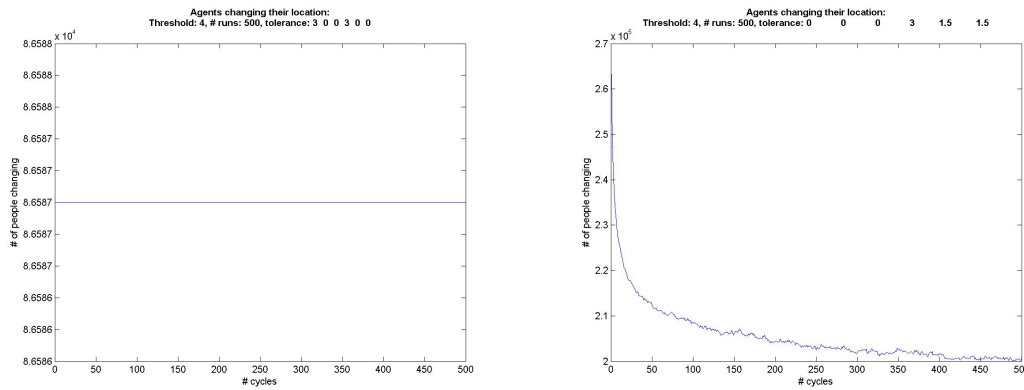 Agents changing their location:
Threshold: 4, # runs: 500, tolerance: 3 0 0 3 0 0
x 10^4
8.6588
8.6588
8.6588
8.6587
8.6587
8.6587
8.6587
8.6587
8.6586
8.6586
8.6586
# of people changing
0 50 100 150 200 250 300 350 400 450 500
# cycles
Agents changing their location:
Threshold: 4, # runs: 500, tolerance: 0 0 0 3 1.5 1.5
x 10^5
2.7
2.6
2.5
2.4
2.3
2.2
2.1
2
# of people changing
0 50 100 150 200 250 300 350 400 450 500
# cycles